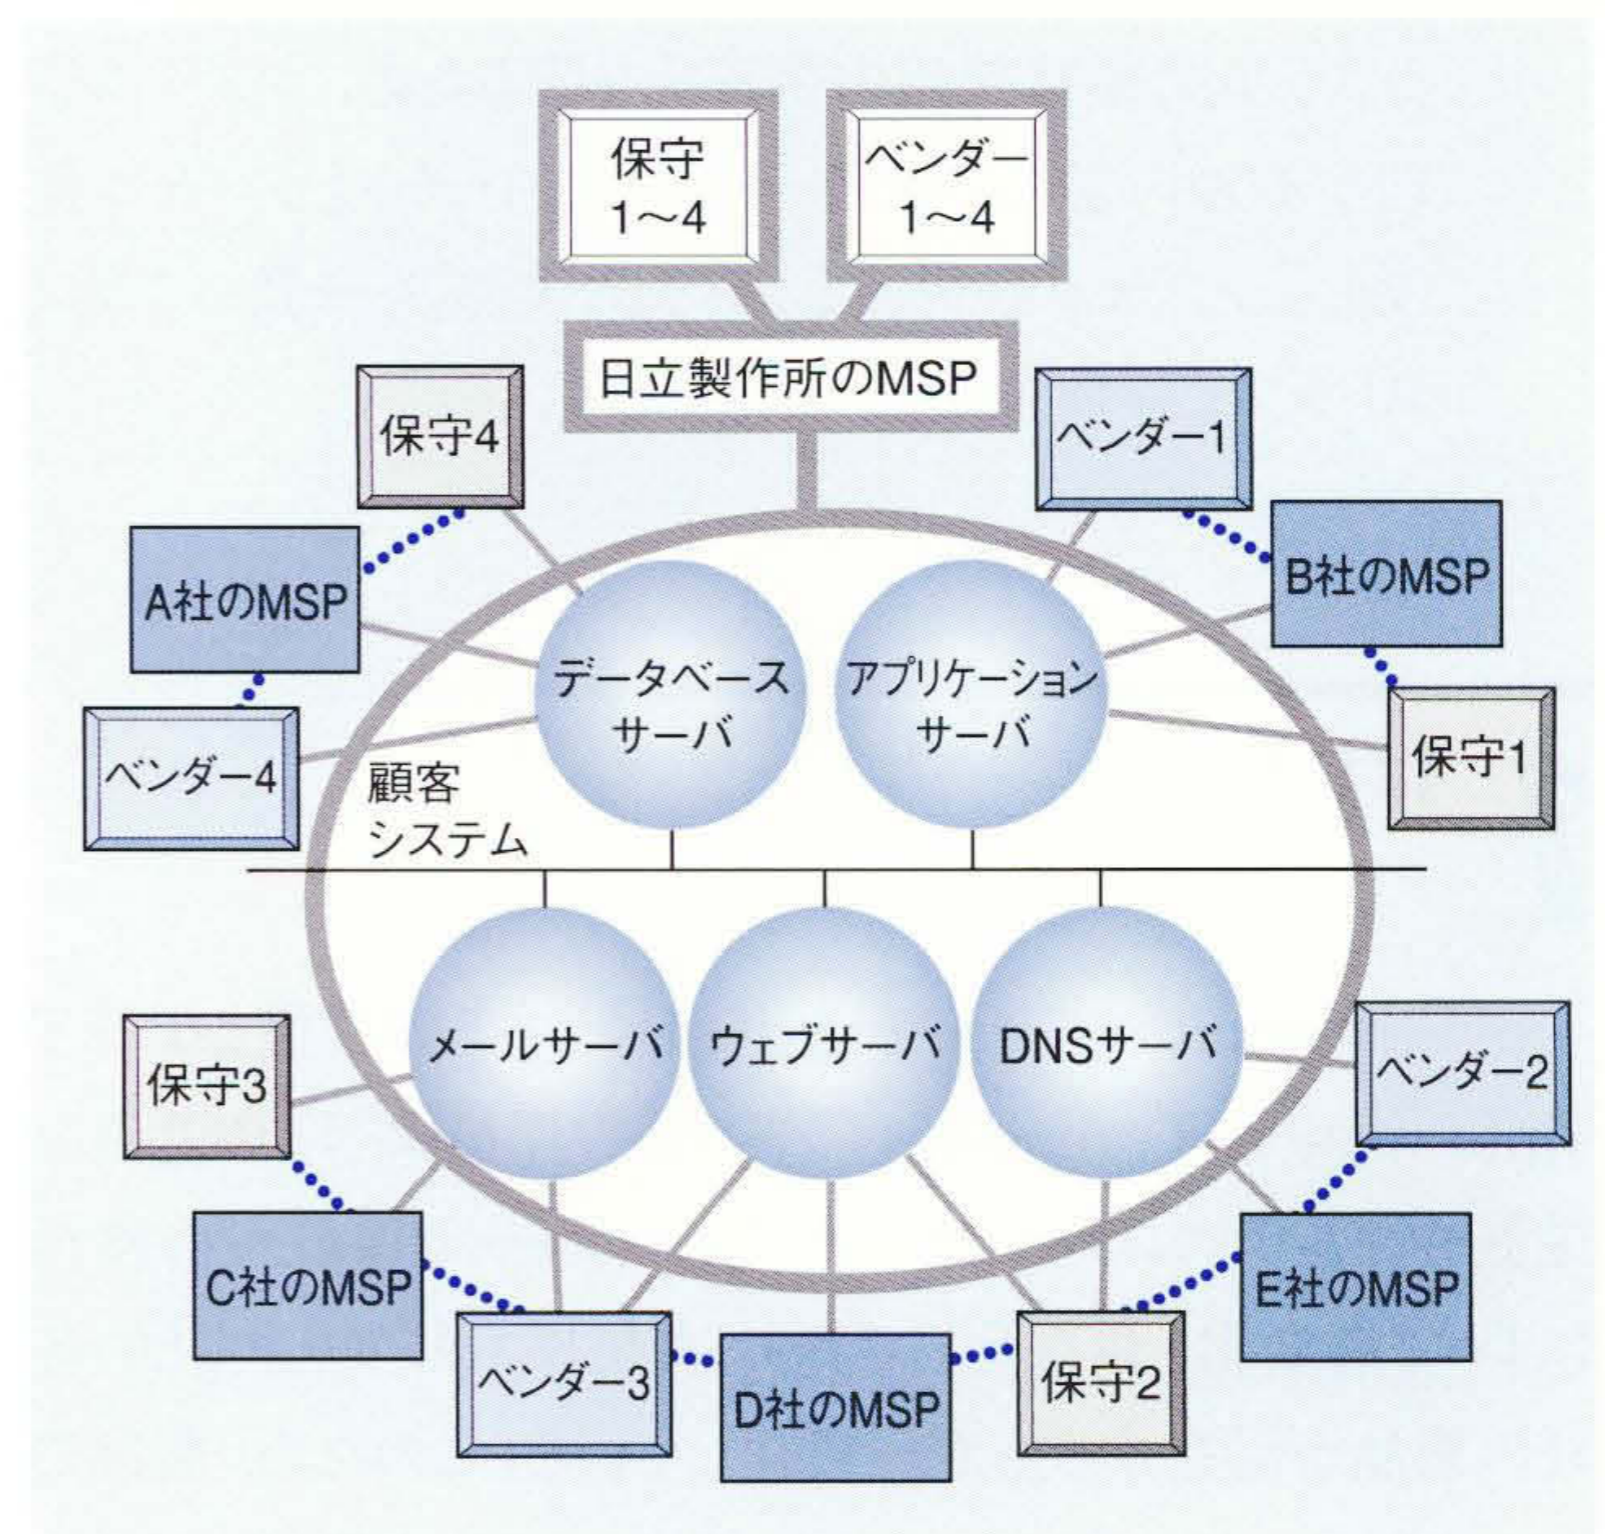 保守
1～4
ベンダー
1～4
日立製作所のMSP
保守4
ベンダー1
A社のMSP
B社のMSP
データベース
サーバ
アプリケーション
サーバ
ベンダー4
保守1
顧客
システム
メールサーバ
ウェブサーバ
DNSサーバ
保守3
ベンダー2
C社のMSP
E社のMSP
ベンダー3
D社のMSP
保守2